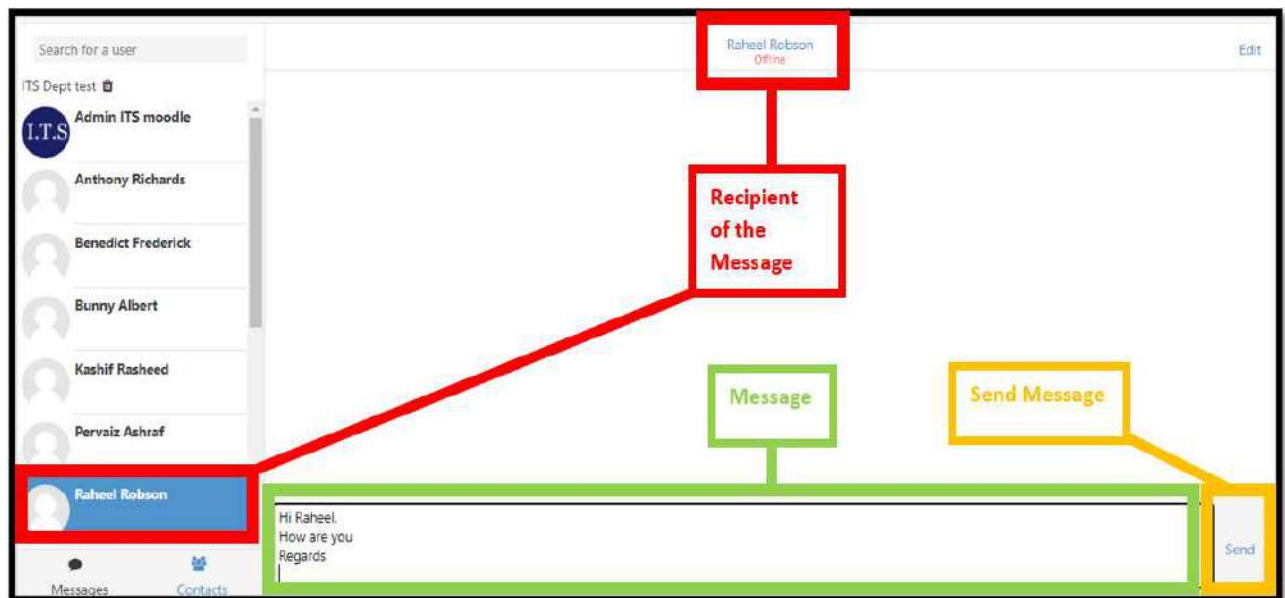 Search for a user
ITS Dept test
I.T.S
Admin ITS moodle
Anthony Richards
Benedict Frederick
Bunny Albert
Kashif Rasheed
Pervaiz Ashraf
Raheel Robson
Messages
Contacts
Raheel Robson
Offline
Edit
Recipient
of the
Message
Message
Send Message
Hi Raheel.
How are you
Regards
Send